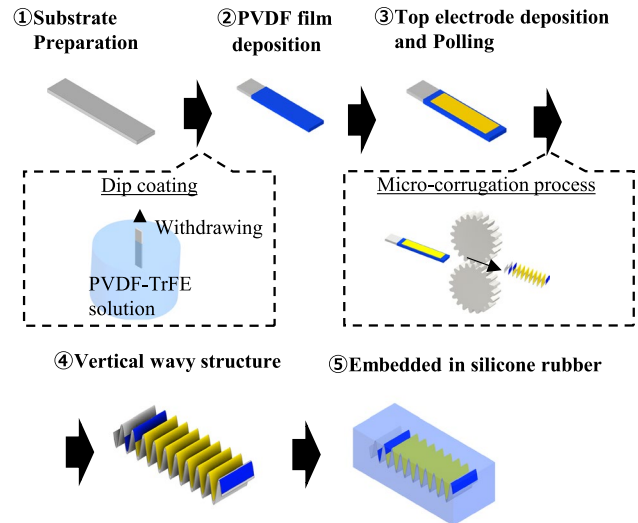 ①Substrate
Preparation
②PVDF film
deposition
③Top electrode deposition
and Polling
Dip coating
Withdrawing
PVDF-TrFE
solution
Micro-corrugation process
④Vertical wavy structure
⑤Embedded in silicone rubber